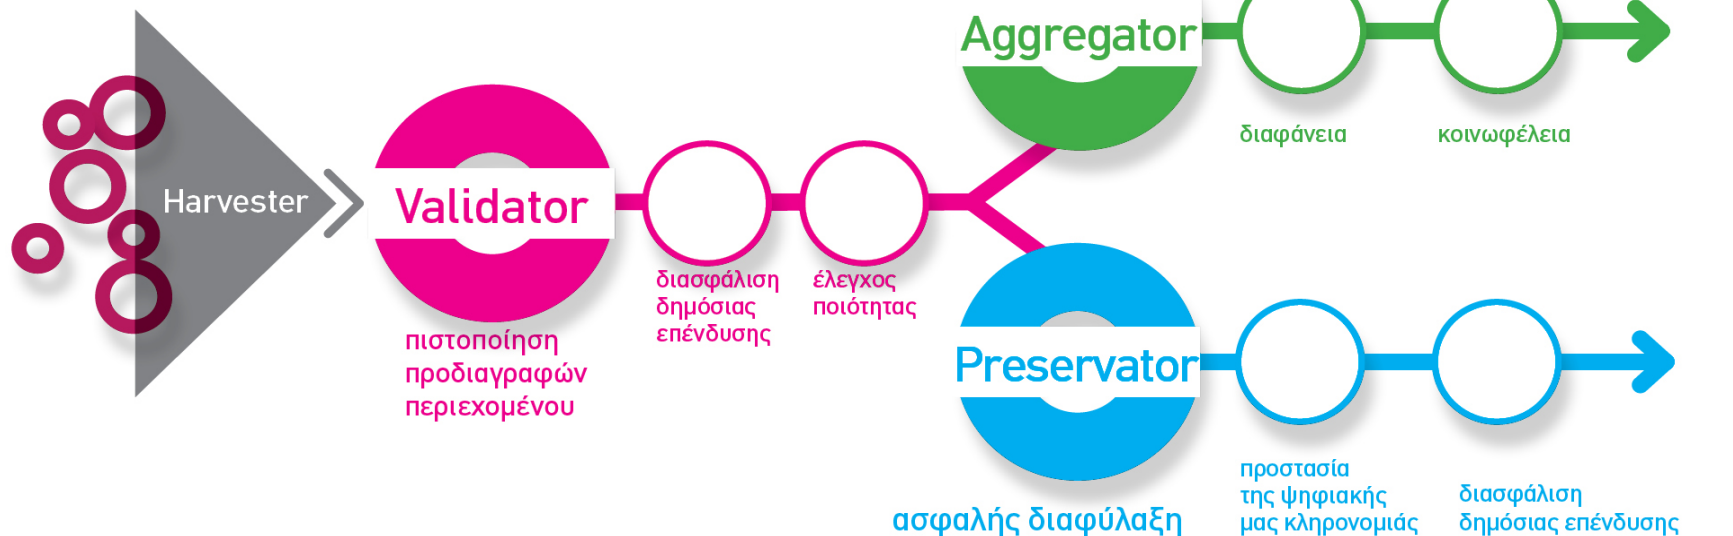 Aggregator
διαφάνεια
κοινωφέλεια
Harvester
Validator
διασφάλιση
δημόσιας
επένδυσης
έλεγχος
ποιότητας
πιστοποίηση
προδιαγραφών
περιεχομένου
Preservator
ασφαλής διαφύλαξη
προστασία
της ψηφιακής
μας κληρονομιάς
διασφάλιση
δημόσιας επένδυσης